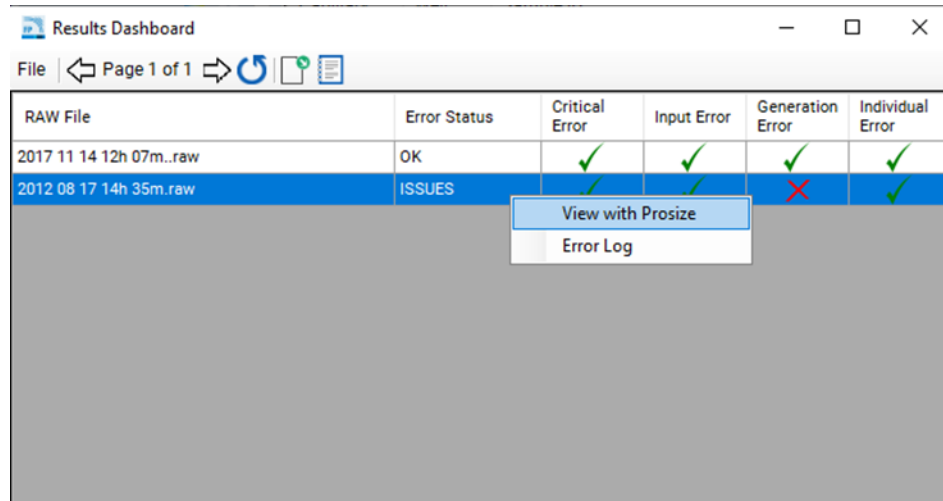 Results Dashboard
File Page 1 of 1
RAW File Error Status Critical Error Input Error Generation Error Individual Error
2017 11 14 12h 07m..raw OK
2012 08 17 14h 35m.raw ISSUES
View with Prosize
Error Log